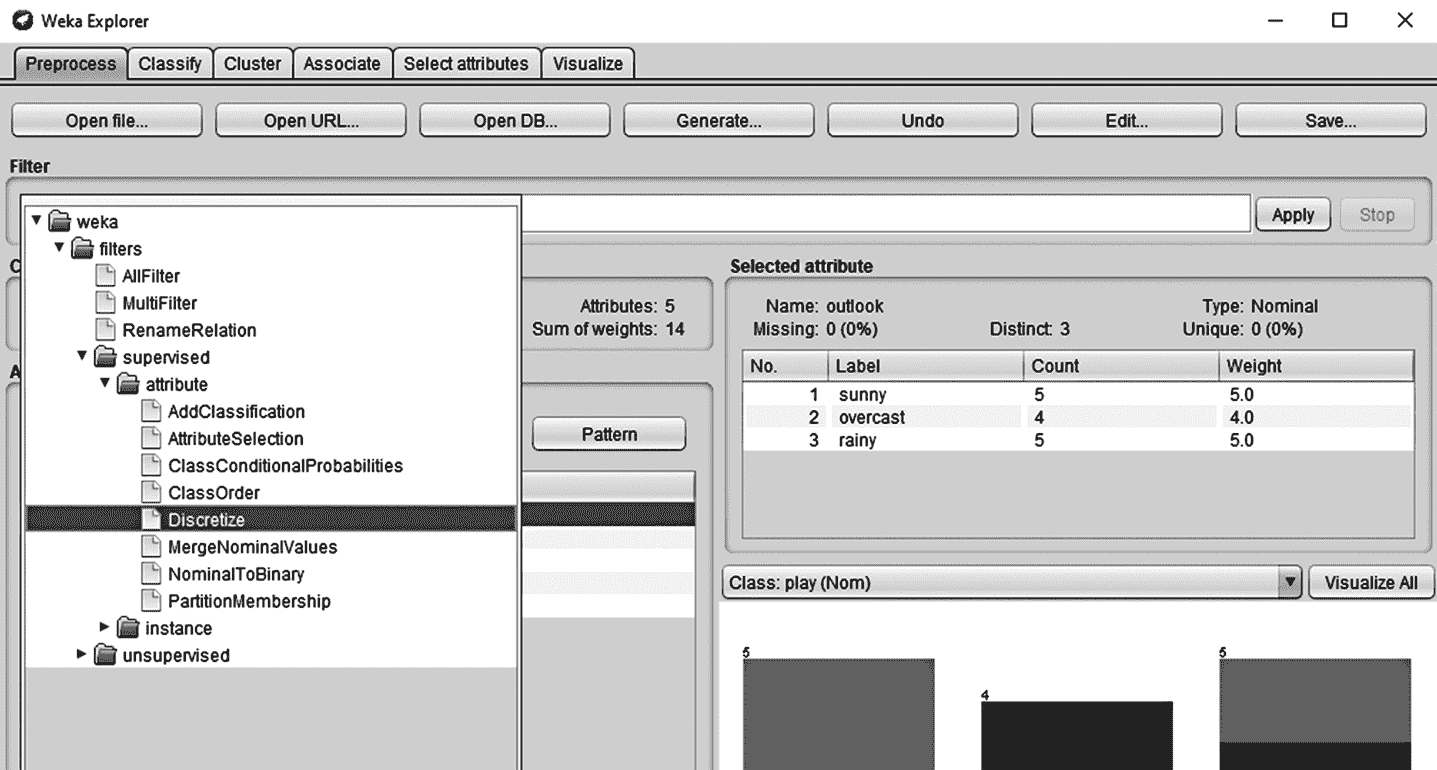 Weka Explorer
Preprocess Classify Cluster Associate Select attributes Visualize
Open file... Open URL... Open DB... Generate... Undo Edit... Save...
Filter
Apply Stop
weka
filters
AllFilter
MultiFilter
RenameRelation
supervised
attribute
AddClassification
AttributeSelection
ClassConditionalProbabilities
ClassOrder
Discretize
MergeNominalValues
NominalToBinary
PartitionMembership
instance
unsupervised
C
Attributes: 5
Sum of weights: 14
A
Pattern
Selected attribute
Name: outlook Type: Nominal
Missing: 0 (0%) Distinct: 3 Unique: 0 (0%)
No. Label Count Weight
1 sunny 5 5.0
2 overcast 4 4.0
3 rainy 5 5.0
Class: play (Nom) Visualize All
5 4 5